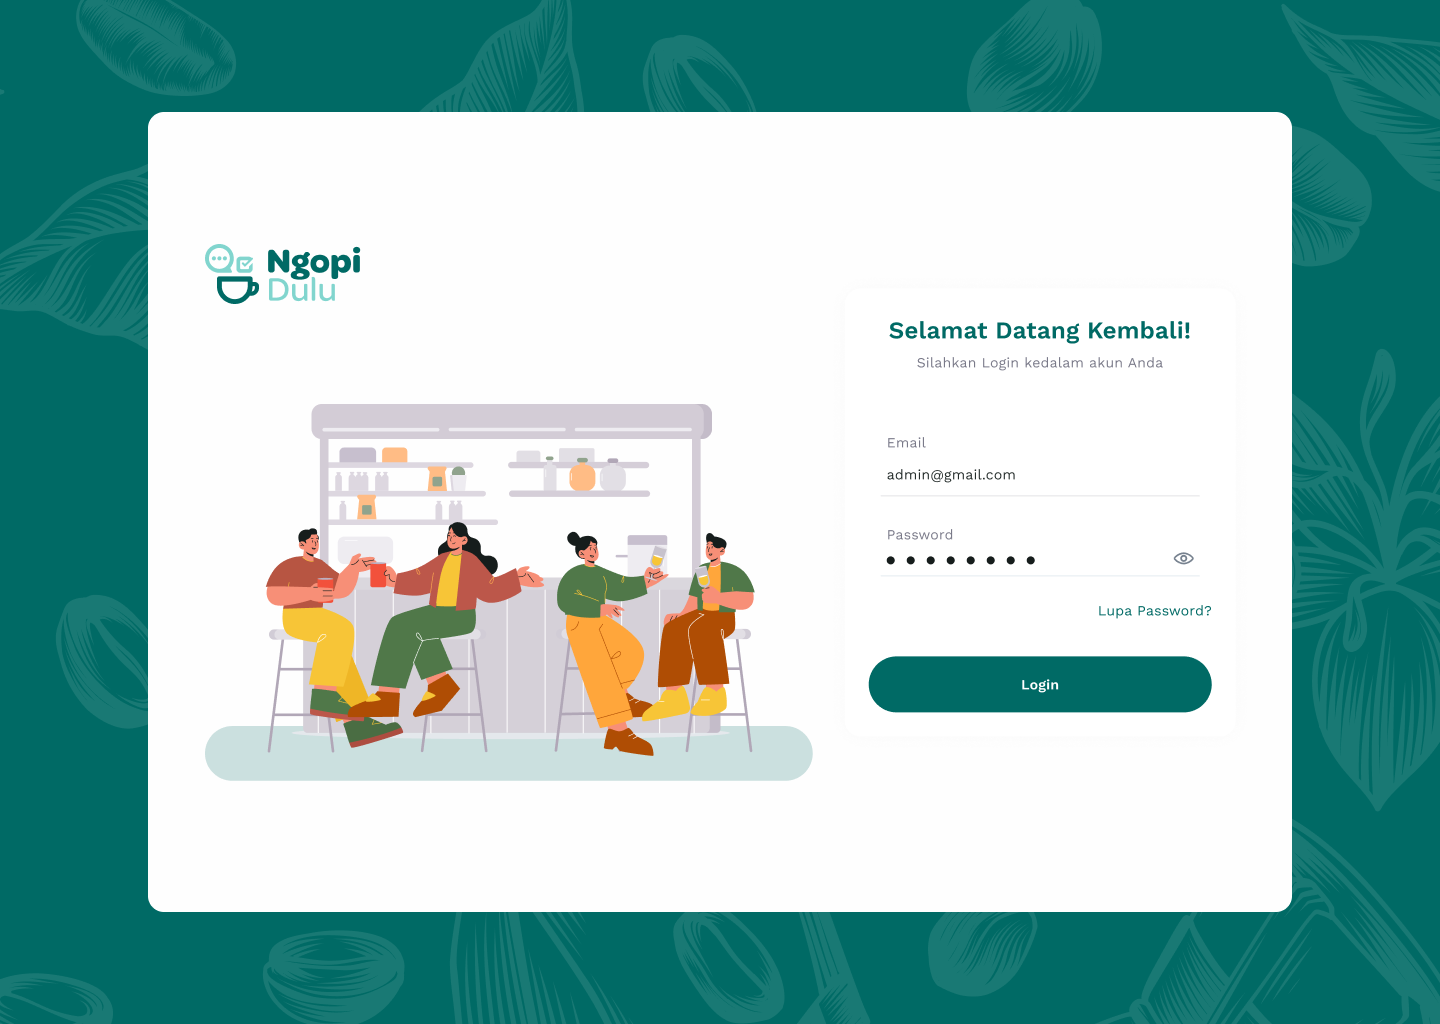 Ngopi
Dulu
Selamat Datang Kembali!
Silahkan Login kedalam akun Anda
Email
admin@gmail.com
Password
Lupa Password?
Login